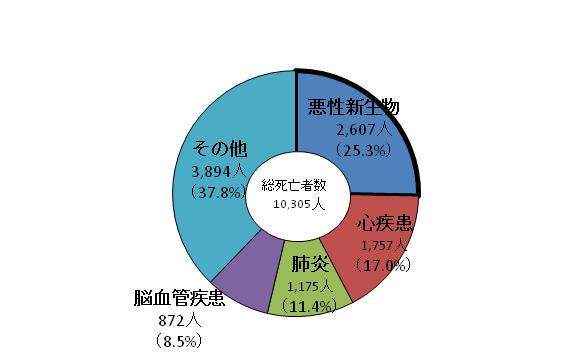 悪性新生物
2,607人
（25.3%）
心疾患
1,757人
（17.0%）
肺炎
1,175人
（11.4%）
脳血管疾患
872人
（8.5%）
その他
3,894人
（37.8%）
総死亡者数
10,305人